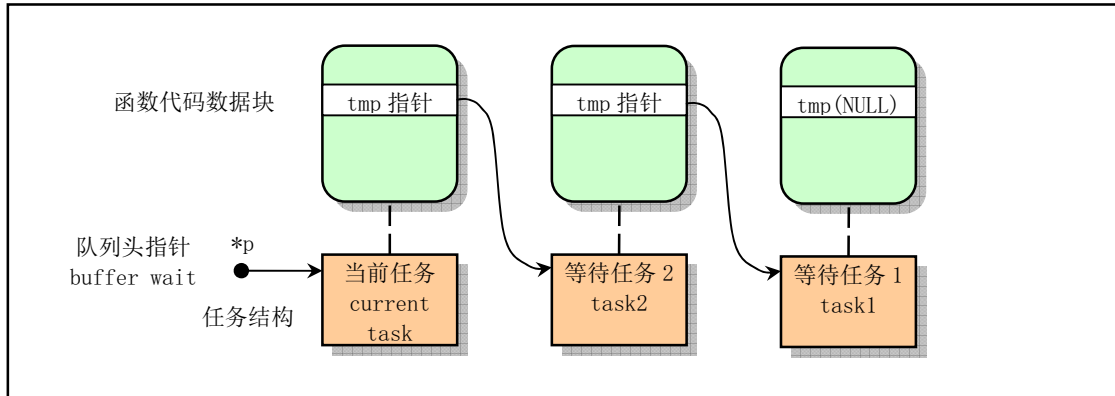 函数代码数据块
tmp 指针
tmp 指针
tmp(NULL)
队列头指针
buffer wait
*p
任务结构
当前任务
current
task
等待任务 2
task2
等待任务 1
task1